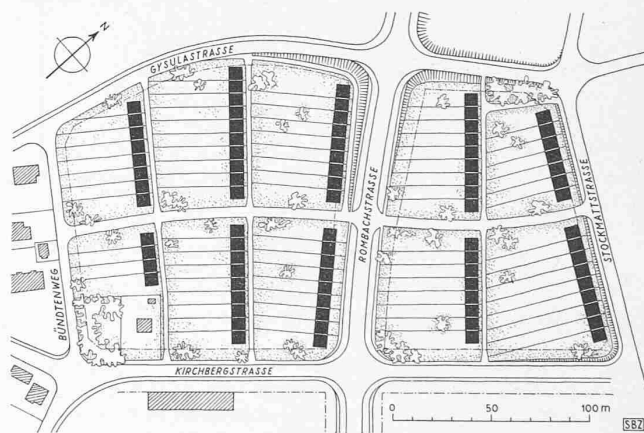 N
GYSULASTRASSE
ROMBACHSTRASSE
STOCKMATTSTRASSE
BÜNDTENWEG
KIRCHBERGSTRASSE
0 50 100 m
SBZ